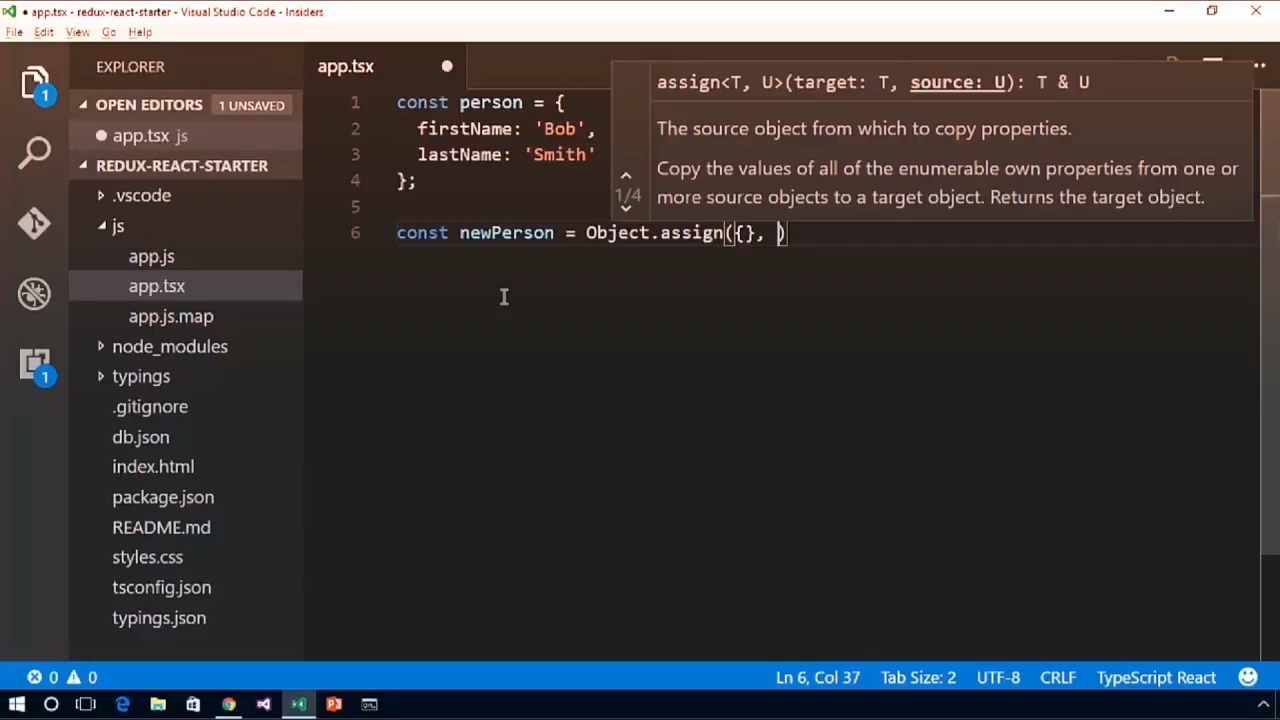 ● app.tsx - redux-react-starter - Visual Studio Code - Insiders
File Edit View Go Help
EXPLORER
OPEN EDITORS 1 UNSAVED
app.tsx js
REDUX-REACT-STARTER
.vscode
js
app.js
app.tsx
app.js.map
node_modules
typings
.gitignore
db.json
index.html
package.json
README.md
styles.css
tsconfig.json
typings.json
1
1
app.tsx
1 const person = {
2 firstName: 'Bob',
3 lastName: 'Smith'
4 };
5
6 const newPerson = Object.assign({}, )
assign<T, U>(target: T, source: U): T & U
The source object from which to copy properties.
1/4
Copy the values of all of the enumerable own properties from one or
more source objects to a target object. Returns the target object.
0 0 Ln 6, Col 37 Tab Size: 2 UTF-8 CRLF TypeScript React